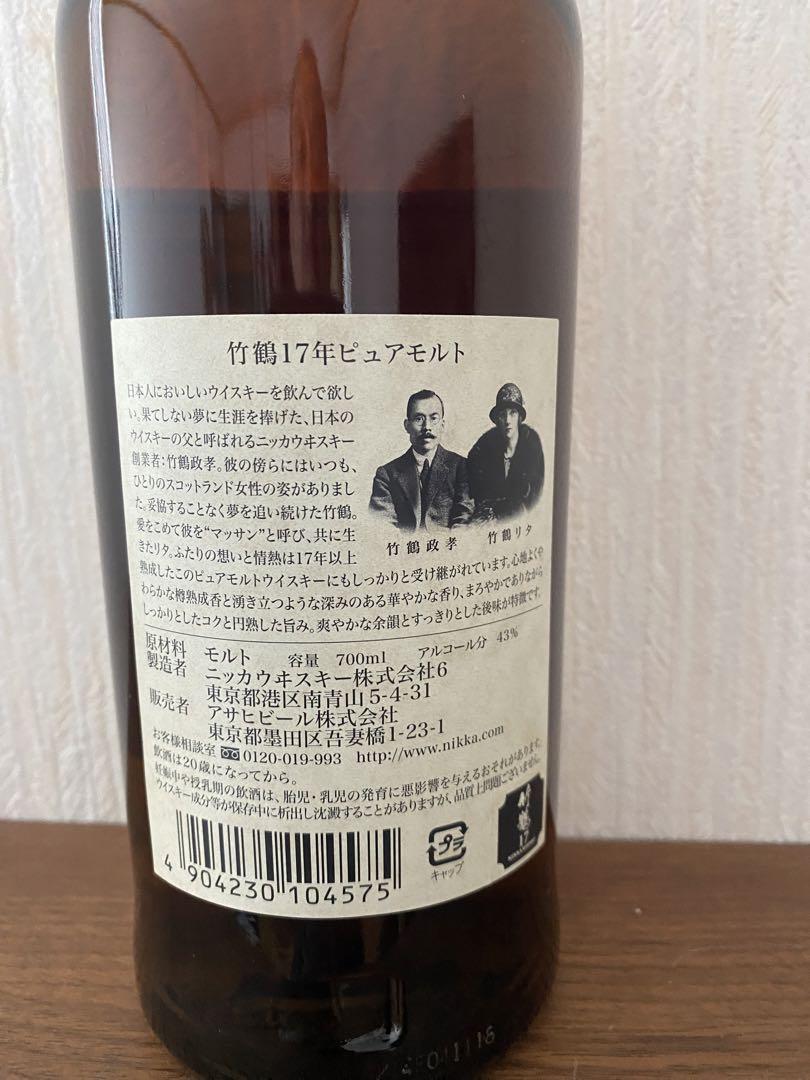 竹鶴17年ピュアモルト
日本人においしいウイスキーを飲んで欲し
い。果てしない夢に生涯を捧げた、日本の
ウイスキーの父と呼ばれるニッカウヰスキー
創業者：竹鶴政孝。彼の傍らにはいつも、
ひとりのスコットランド女性の姿がありまし
た。妥協することなく夢を追い続けた竹鶴。
愛をこめて彼を“マッサン”と呼び、共に生
きたリタ。ふたりの想いと情熱は17年以上
熟成したこのピュアモルトウイスキーにもしっかりと受け継がれています。心地よくや
わらかな樽熟成香と湧き立つような深みのある華やかな香り、まろやかでありながら
しっかりとしたコクと円熟した旨み。爽やかな余韻とすっきりとした後味が特徴です。
竹鶴政孝
竹鶴リタ
原材料 モルト 容量 700ml アルコール分 43%
製造者 ニッカウヰスキー株式会社6
東京都港区南青山5-4-31
販売者 アサヒビール株式会社
東京都墨田区吾妻橋1-23-1
お客様相談室 0120-019-993 http://www.nikka.com
飲酒は20歳になってから。
妊娠中や授乳期の飲酒は、胎児・乳児の発育に悪影響を与えるおそれがあります。
ウイスキー成分等が保存中に析出し沈澱することがありますが、品質上問題ございません。
4 904230 104575
プラ
キャップ
竹鶴
17